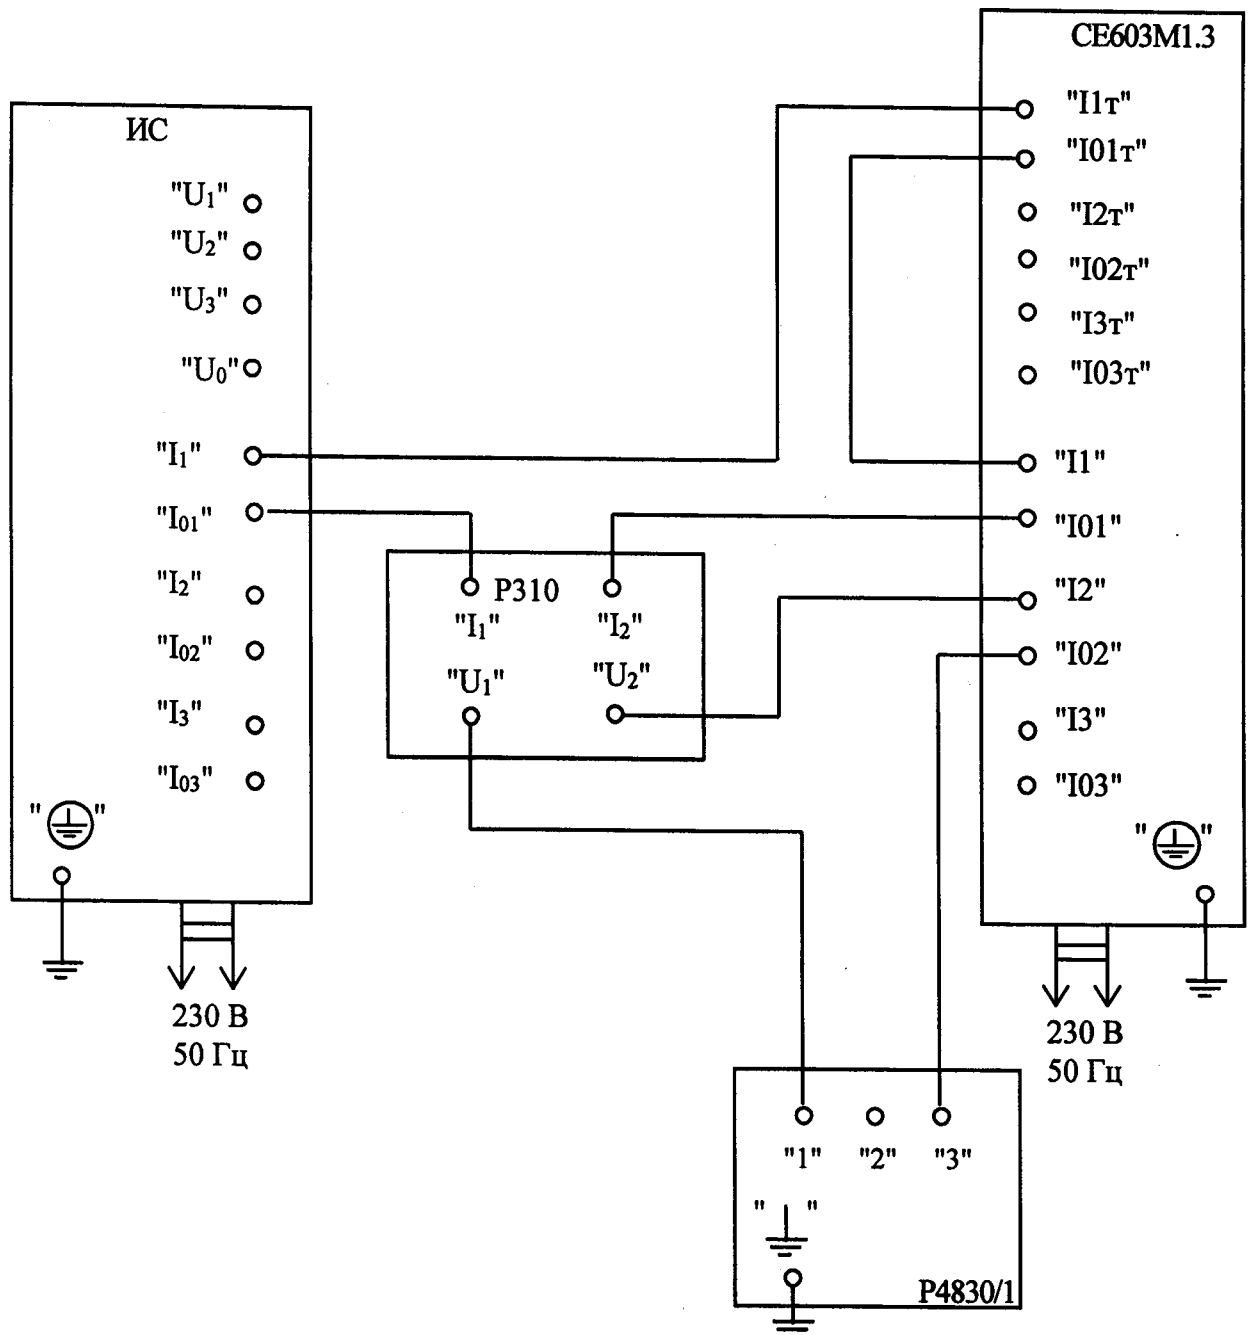 СЕ603М1.3
"I1т"
"I01т"
"I2т"
"I02т"
"I3т"
"I03т"
"I1"
"I01"
"I2"
"I02"
"I3"
"I03"
" "
230 В
50 Гц
ИС
"U1"
"U2"
"U3"
"U0"
"I1"
"I01"
"I2"
"I02"
"I3"
"I03"
" "
230 В
50 Гц
Р310
"I1" "I2"
"U1" "U2"
"1" "2" "3"
" "
Р4830/1